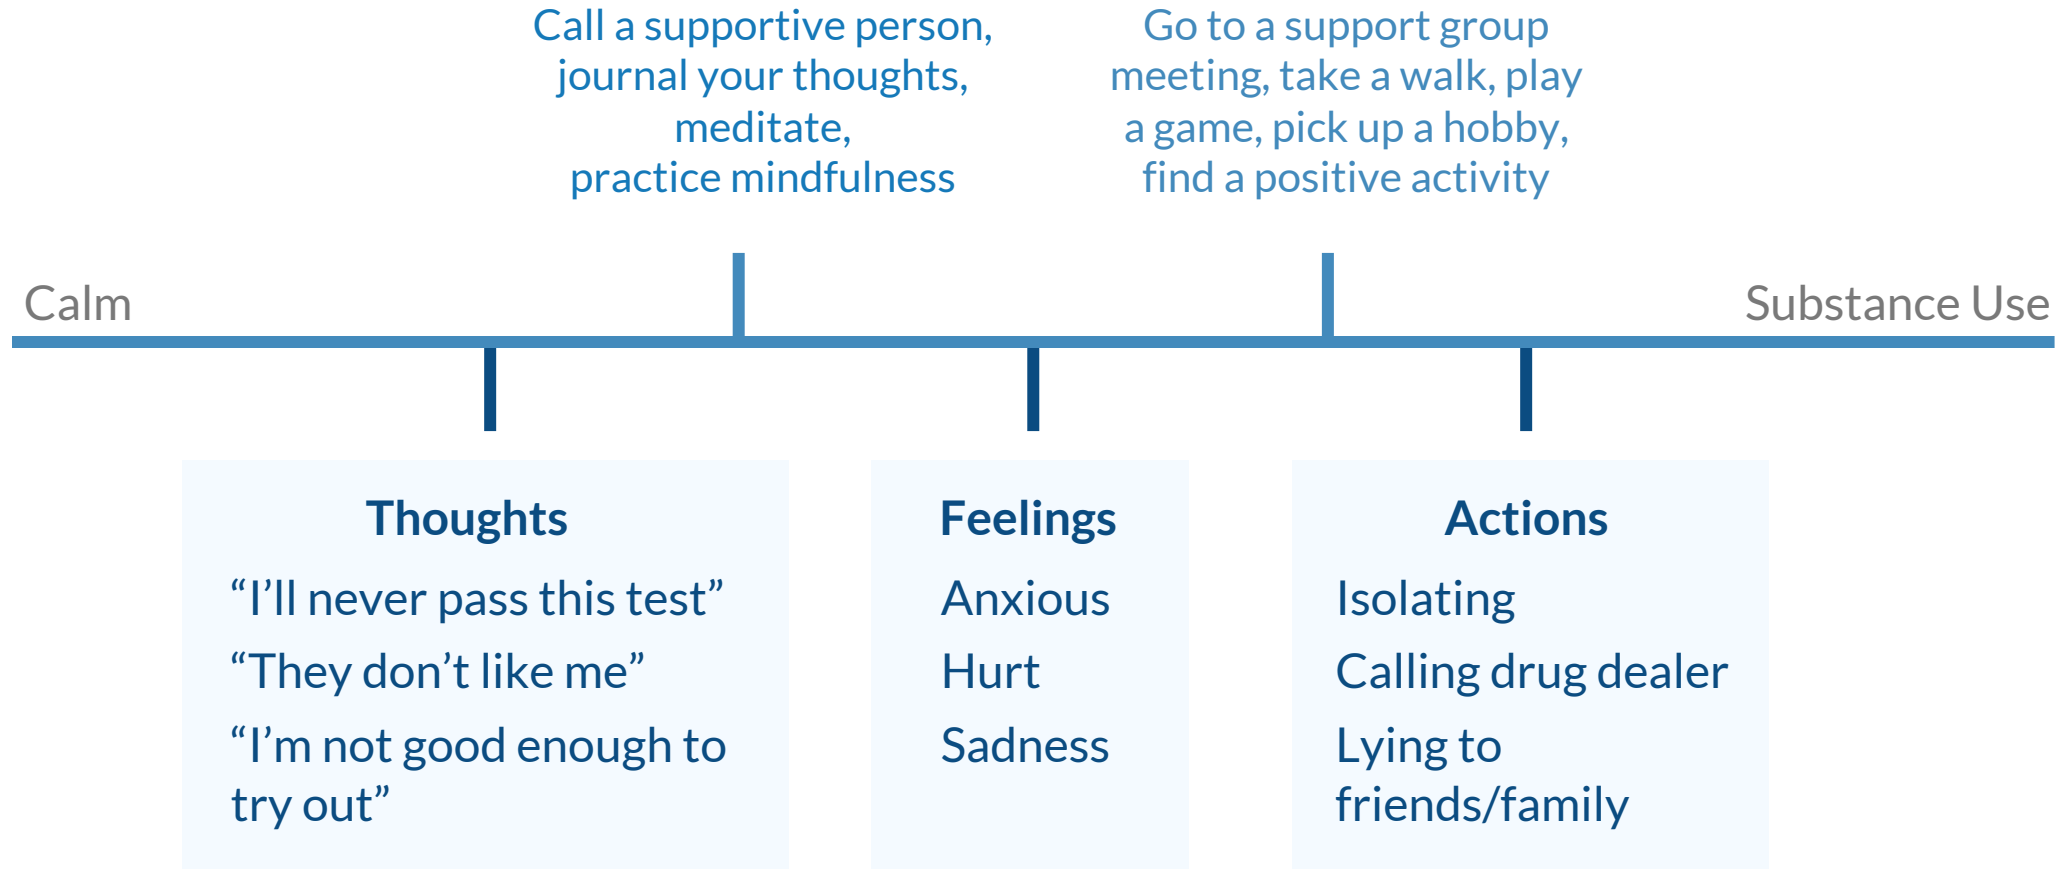 Call a supportive person,
journal your thoughts,
meditate,
practice mindfulness
Go to a support group
meeting, take a walk, play
a game, pick up a hobby,
find a positive activity
Calm
Substance Use
Thoughts
“I’ll never pass this test”
“They don’t like me”
“I’m not good enough to
try out”
Feelings
Anxious
Hurt
Sadness
Actions
Isolating
Calling drug dealer
Lying to
friends/family